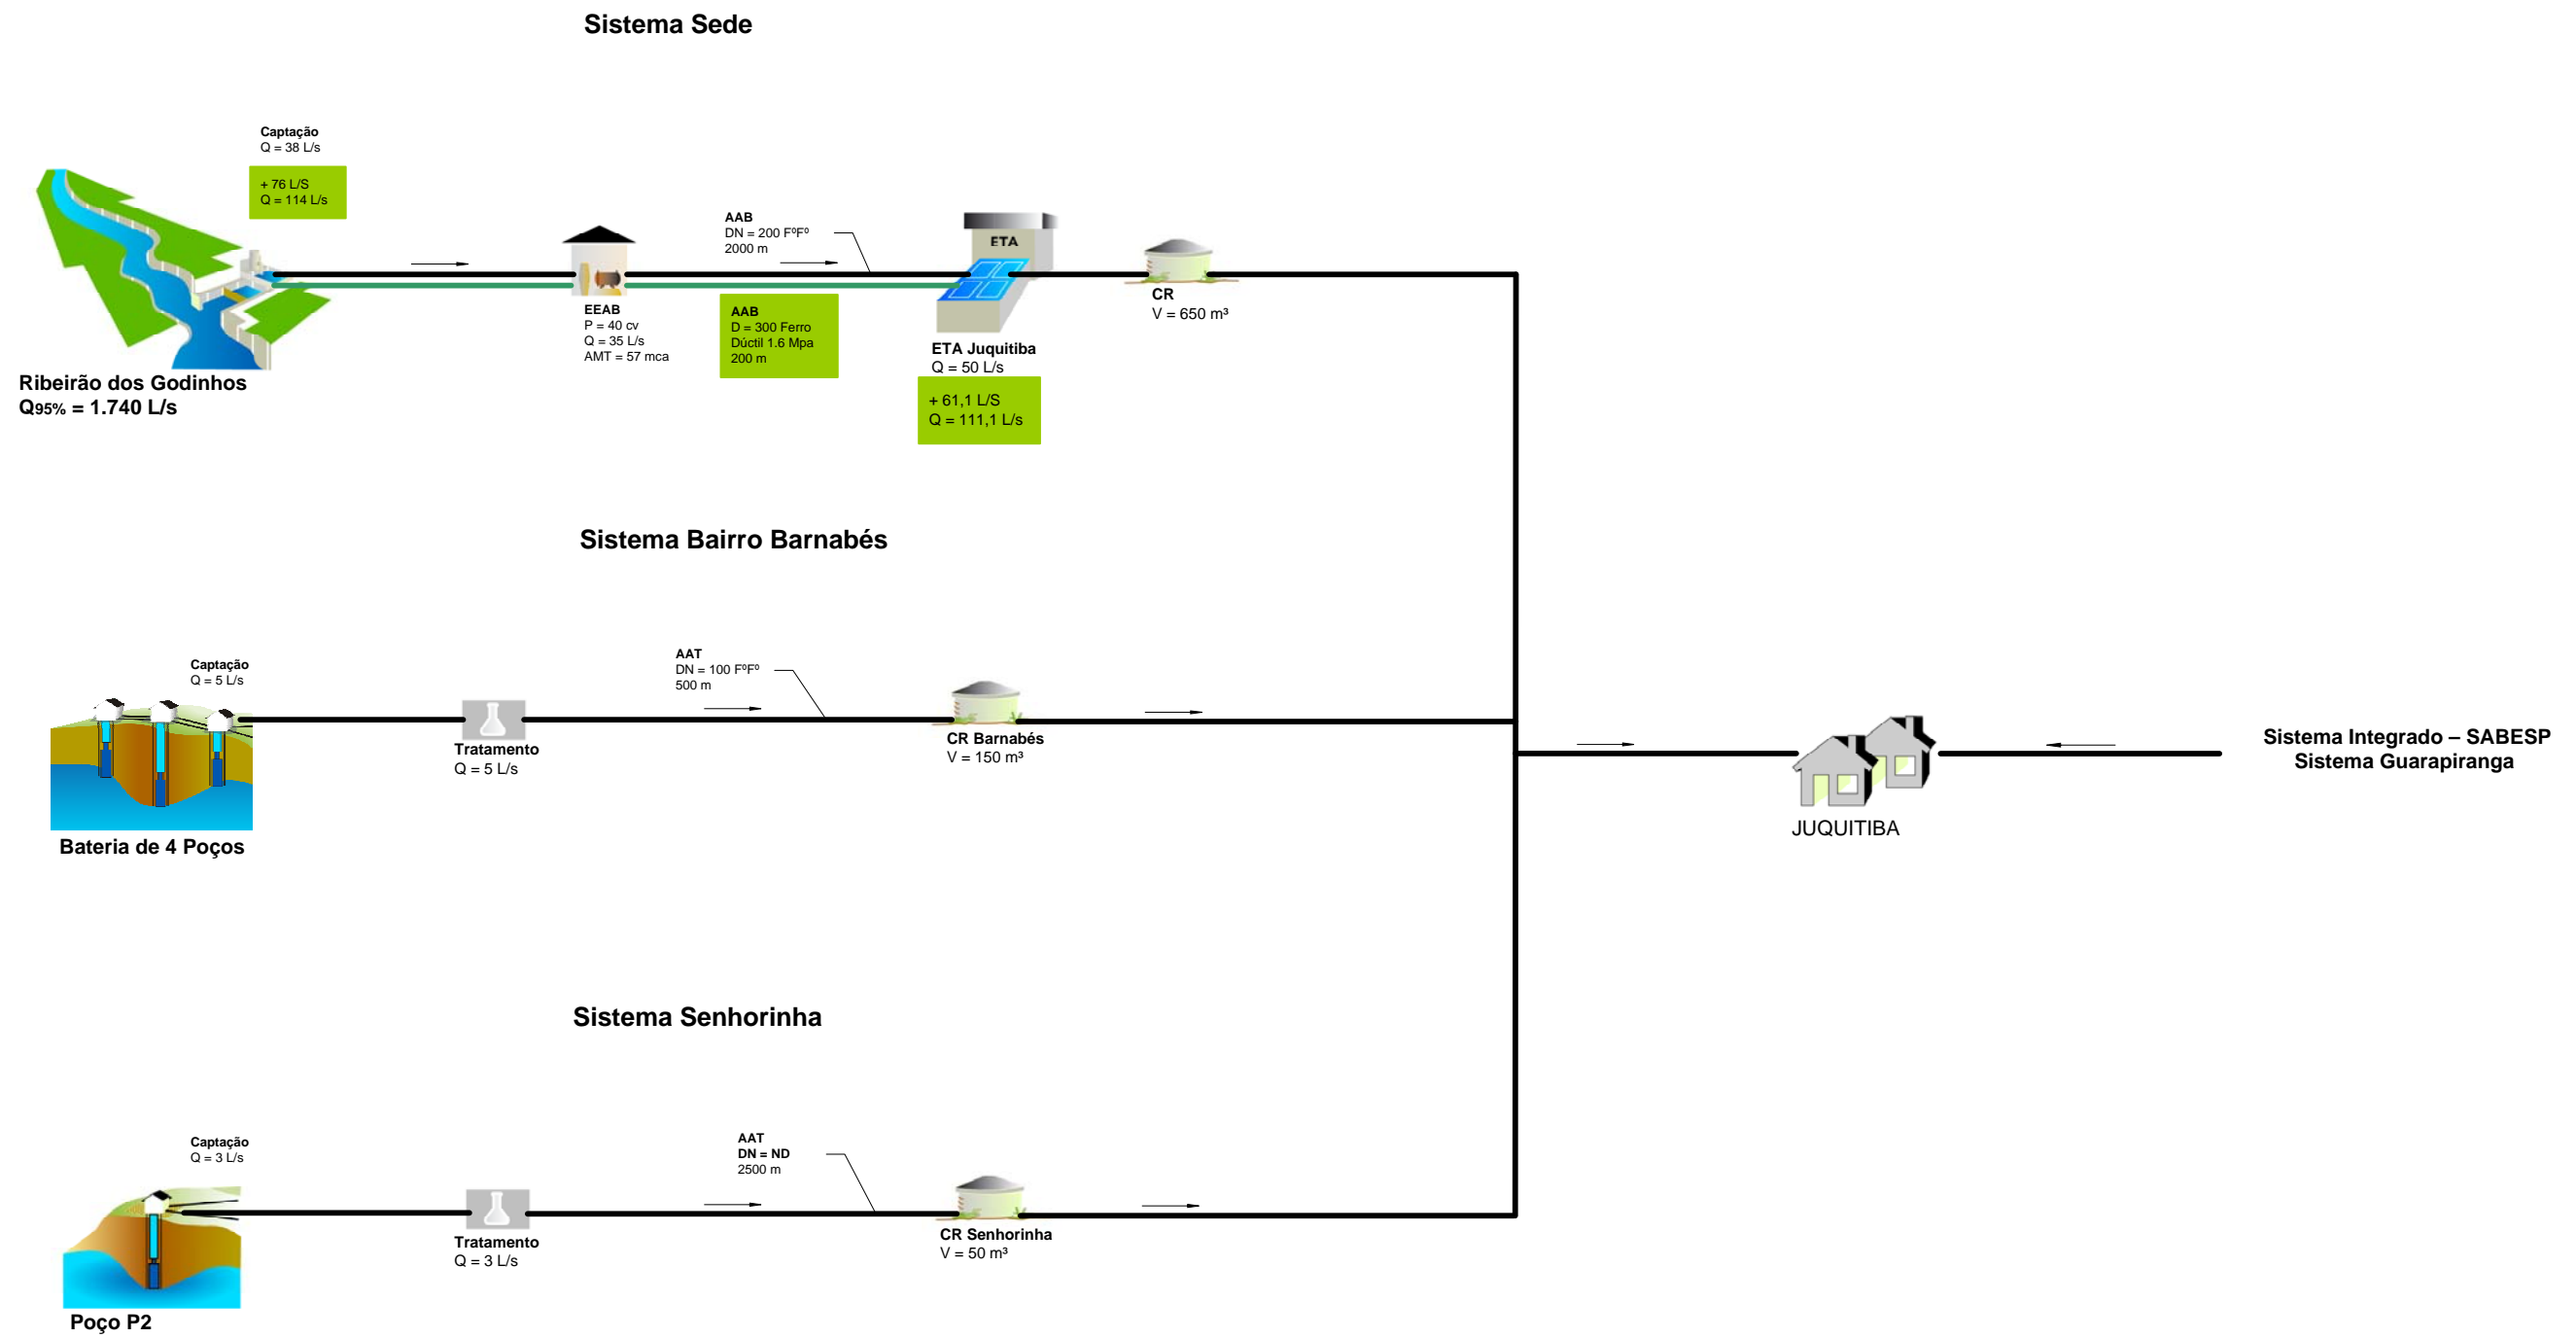 Sistema Sede
Captação
Q = 38 L/s
+ 76 L/S
Q = 114 L/s
AAB
DN = 200 FºFº
2000 m
ETA
EEAB
P = 40 cv
Q = 35 L/s
AMT = 57 mca
AAB
D = 300 Ferro
Dúctil 1.6 Mpa
200 m
CR
V = 650 m³
ETA Juquitiba
Q = 50 L/s
+ 61,1 L/S
Q = 111,1 L/s
Ribeirão dos Godinhos
Q95% = 1.740 L/s
Sistema Bairro Barnabés
Captação
Q = 5 L/s
AAT
DN = 100 FºFº
500 m
Tratamento
Q = 5 L/s
CR Barnabés
V = 150 m³
Bateria de 4 Poços
JUQUITIBA
Sistema Integrado – SABESP
Sistema Guarapiranga
Sistema Senhorinha
Captação
Q = 3 L/s
AAT
DN = ND
2500 m
Tratamento
Q = 3 L/s
CR Senhorinha
V = 50 m³
Poço P2